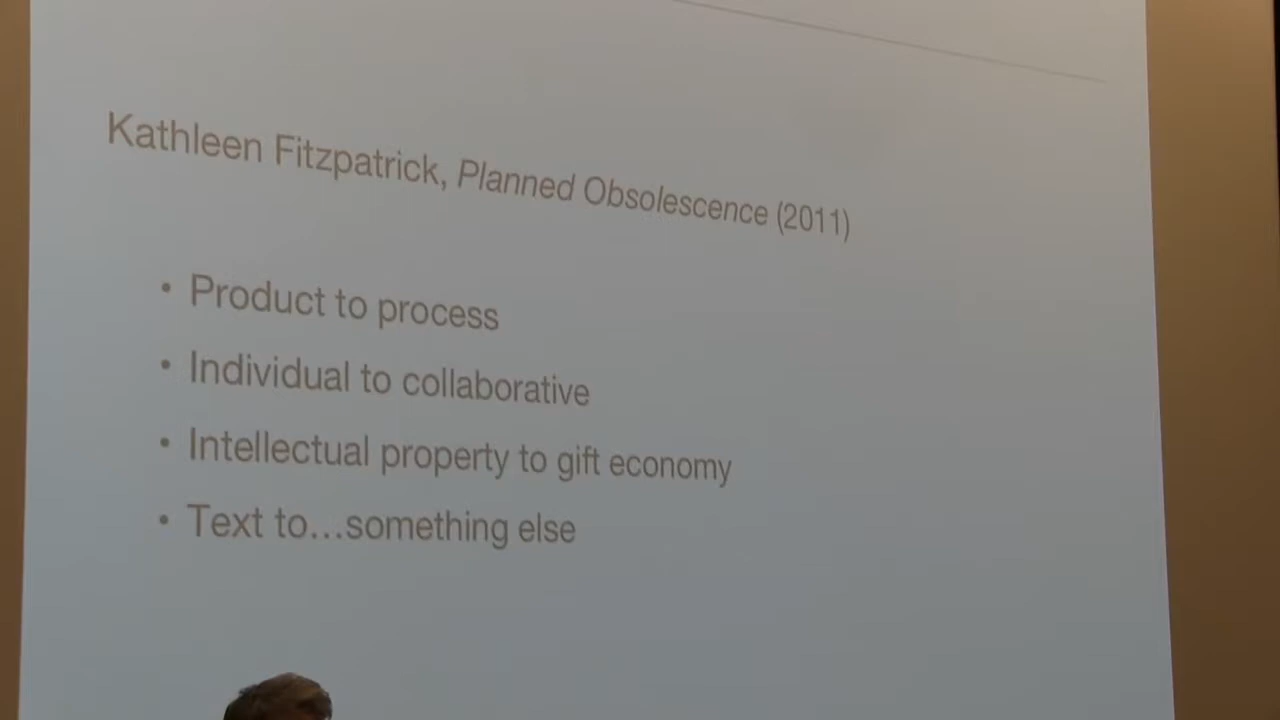 Kathleen Fitzpatrick, Planned Obsolescence (2011)
• Product to process
• Individual to collaborative
• Intellectual property to gift economy
• Text to…something else